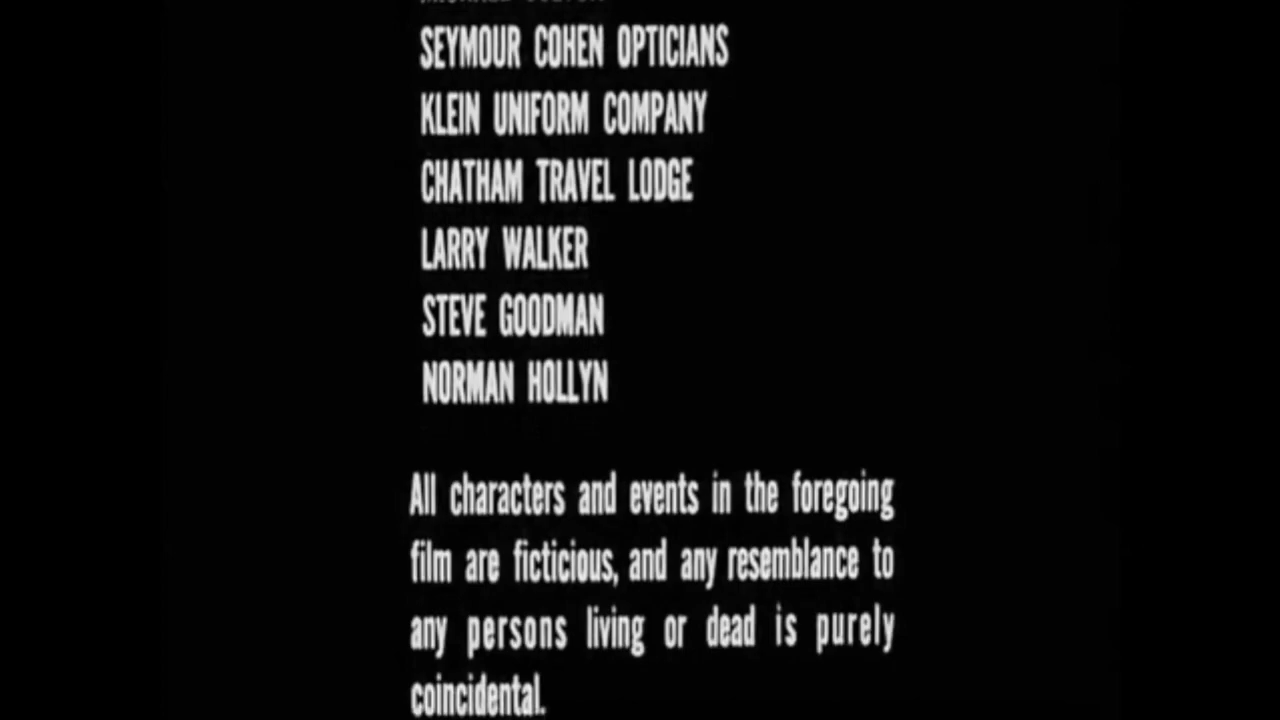 SEYMOUR COHEN OPTICIANS
KLEIN UNIFORM COMPANY
CHATHAM TRAVEL LODGE
LARRY WALKER
STEVE GOODMAN
NORMAN HOLLYN
All characters and events in the foregoing
film are ficticious, and any resemblance to
any persons living or dead is purely
coincidental.